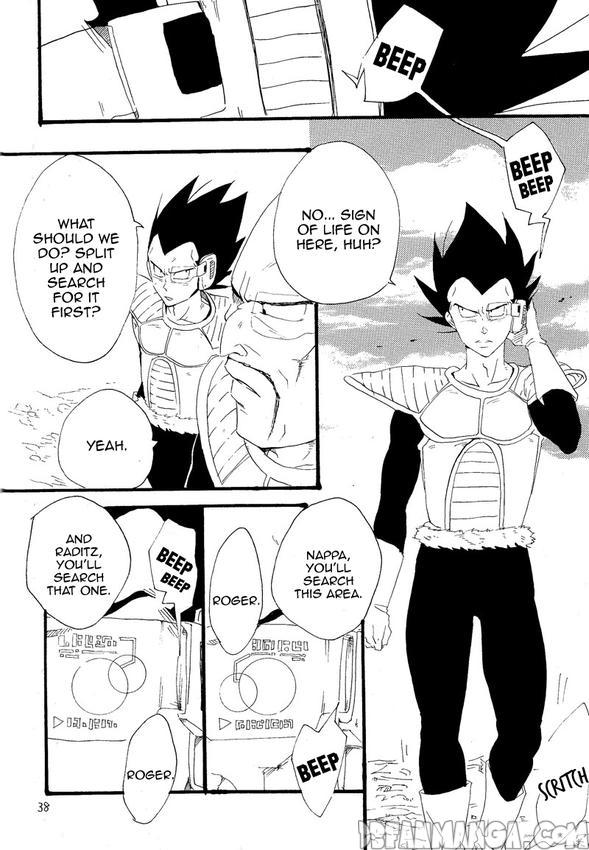 BEEP
BEEP
BEEP
NO... SIGN
OF LIFE ON
HERE, HUH?
WHAT
SHOULD WE
DO? SPLIT
UP AND
SEARCH
FOR IT
FIRST?
YEAH.
NAPPA,
YOU'LL
SEARCH
THIS AREA.
ROGER.
BEEP
AND
RADITZ,
YOU'LL
SEARCH
THAT ONE.
BEEP
BEEP
ROGER.
SCRITCH
38
DBFANMANGA.COM